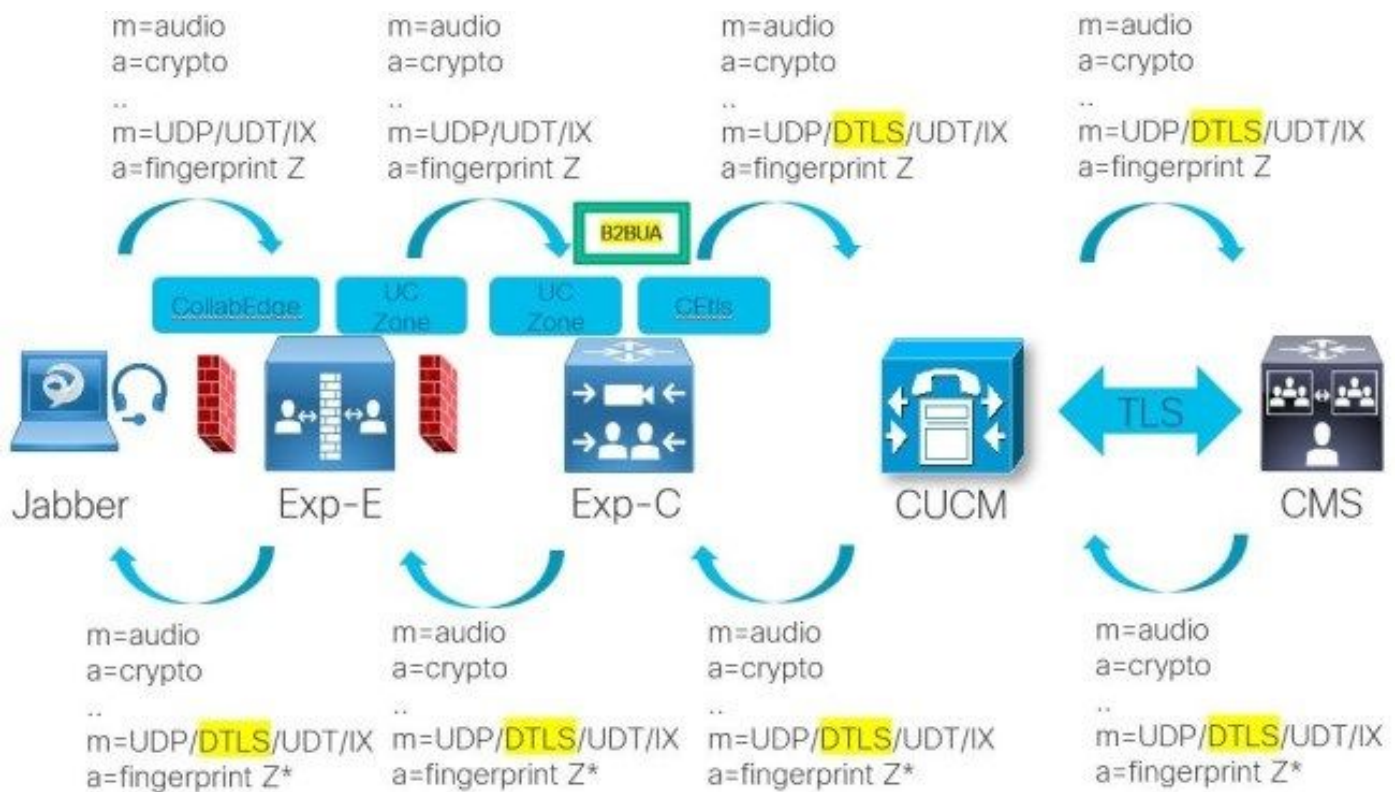 m=audio
a=crypto
..
m=UDP/UDT/IX
a=fingerprint Z
m=audio
a=crypto
..
m=UDP/UDT/IX
a=fingerprint Z
m=audio
a=crypto
..
m=UDP/DTLS/UDT/IX
a=fingerprint Z
m=audio
a=crypto
..
m=UDP/DTLS/UDT/IX
a=fingerprint Z
B2BUA
CollabEdge
UC
Zone
UC
Zone
CEtls
TLS
Jabber
Exp-E
Exp-C
CUCM
CMS
m=audio
a=crypto
..
m=UDP/DTLS/UDT/IX
a=fingerprint Z*
m=audio
a=crypto
..
m=UDP/DTLS/UDT/IX
a=fingerprint Z*
m=audio
a=crypto
..
m=UDP/DTLS/UDT/IX
a=fingerprint Z*
m=audio
a=crypto
..
m=UDP/DTLS/UDT/IX
a=fingerprint Z*